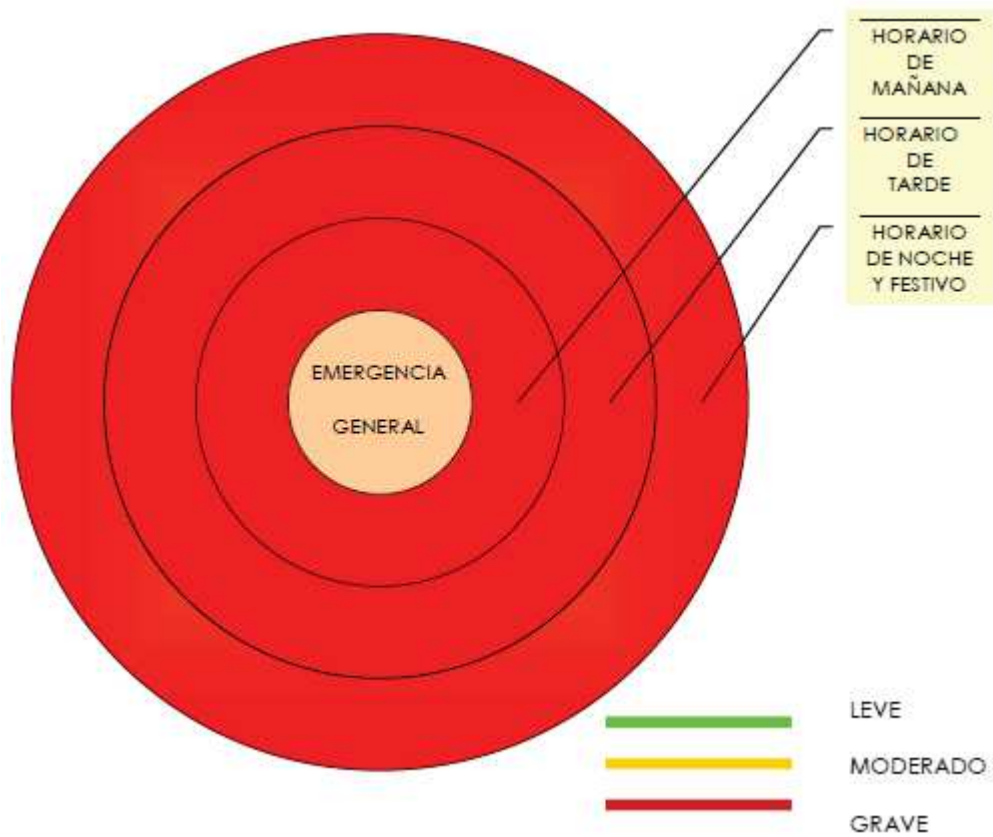 HORARIO
DE
MAÑANA
HORARIO
DE
TARDE
HORARIO
DE NOCHE
Y FESTIVO
EMERGENCIA
GENERAL
LEVE
MODERADO
GRAVE